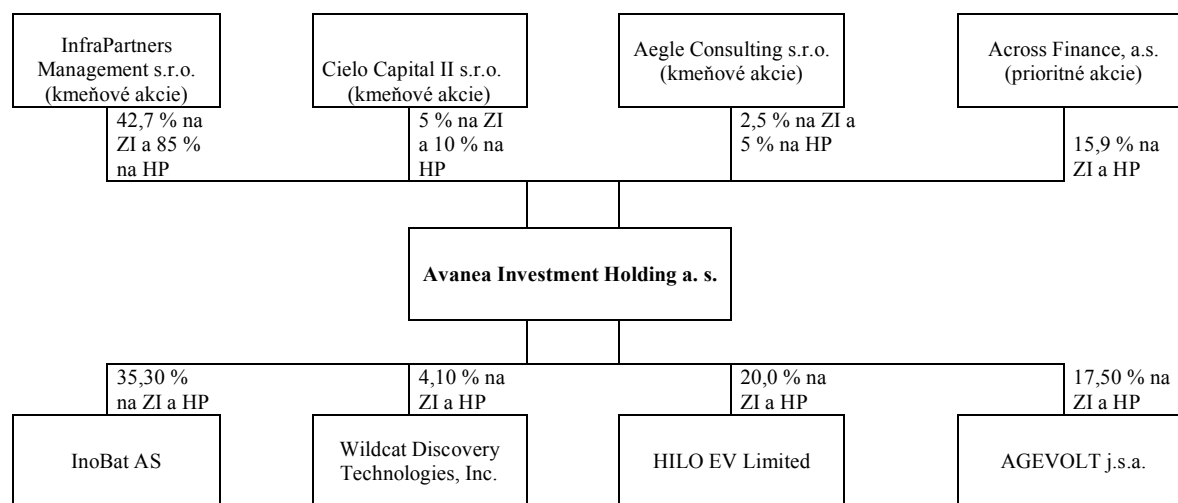 InfraPartners
Management s.r.o.
(kmeňové akcie)
Cielo Capital II s.r.o.
(kmeňové akcie)
Aegle Consulting s.r.o.
(kmeňové akcie)
Across Finance, a.s.
(prioritné akcie)
42,7 % na
ZI a 85 %
na HP
5 % na ZI
a 10 % na
HP
2,5 % na ZI a
5 % na HP
15,9 % na
ZI a HP
Avanea Investment Holding a. s.
35,30 %
na ZI a HP
4,10 % na
ZI a HP
20,0 % na
ZI a HP
17,50 % na
ZI a HP
InoBat AS
Wildcat Discovery
Technologies, Inc.
HILO EV Limited
AGEVOLT j.s.a.